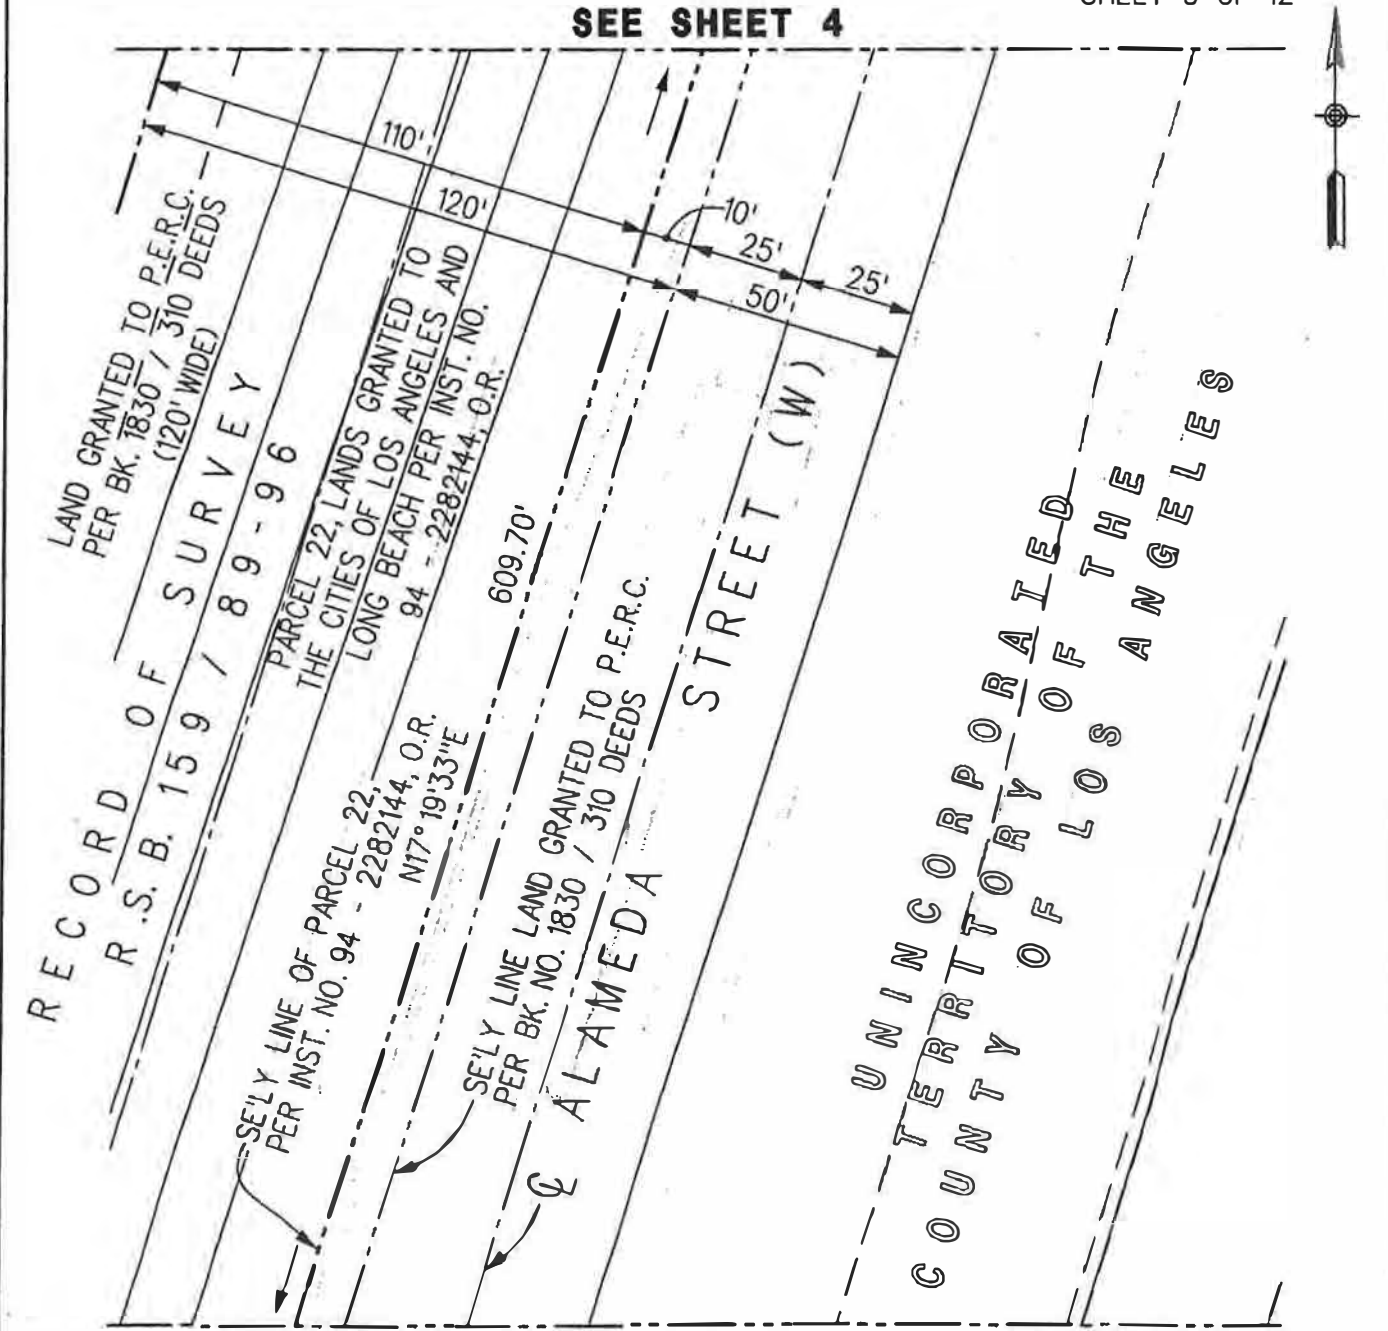 SEE SHEET 4
110'
120'
10'
25'
25'
50'
LAND GRANTED TO P.E.R.C.
PER BK. 1830 / 310 DEEDS
(120' WIDE)
RECORD OF SURVEY
R.S.B. 159 / 89-96
PARCEL 22, LANDS GRANTED TO
THE CITIES OF LOS ANGELES AND
LONG BEACH PER INST. NO.
94 - 2282144, O.R.
609.70'
SE'LY LINE OF PARCEL 22,
PER INST. NO. 94 - 2282144, O.R.
N17°19'33"E
SE'LY LINE LAND GRANTED TO P.E.R.C.
PER BK. NO. 1830 / 310 DEEDS
℄ ALAMEDA STREET (W)
UNINCORPORATED
TERRITORY OF THE
COUNTY OF LOS ANGELES